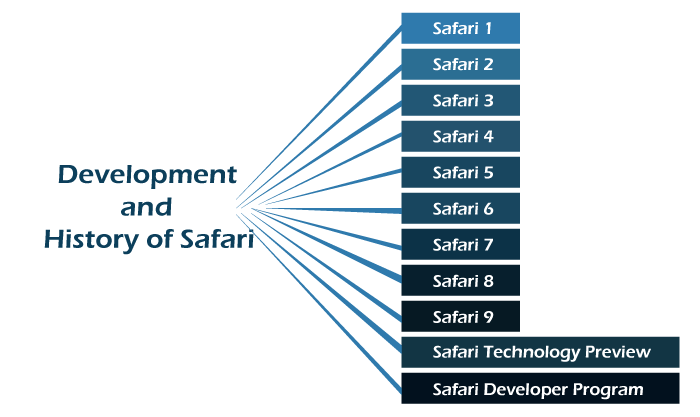 Development
and
History of Safari
Safari 1
Safari 2
Safari 3
Safari 4
Safari 5
Safari 6
Safari 7
Safari 8
Safari 9
Safari Technology Preview
Safari Developer Program